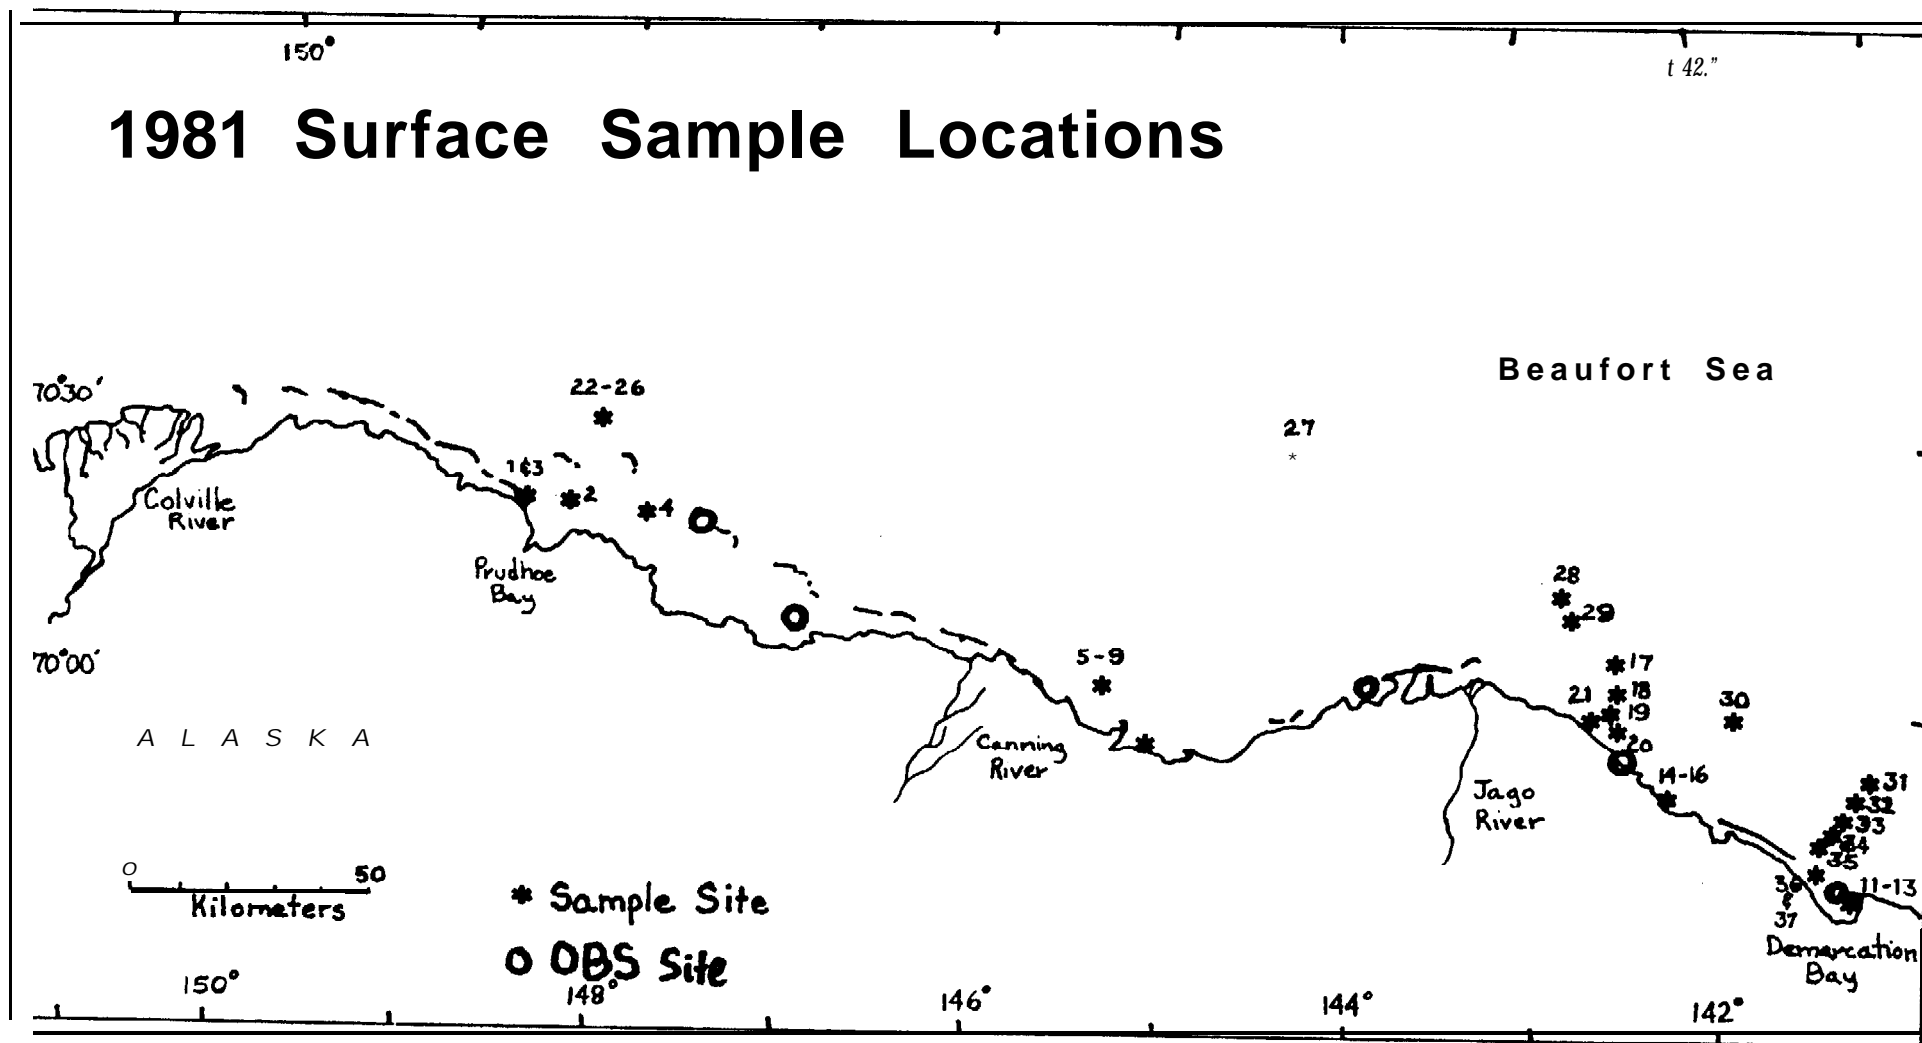 150°
t 42."
1981 Surface Sample Locations
Beaufort Sea
70°30'
22-26
27
*
1&3
* 2
* 4
Colville
River
Prudhoe
Bay
28
29
70°00'
5-9
17
18
21
19
30
20
ALASKA
Canning
River
14-16
Jago
River
31
32
33
34
35
36
&
37
11-13
0
50
Kilometers
* Sample Site
O OBS Site
Demarcation
Bay
150°
148°
146°
144°
142°